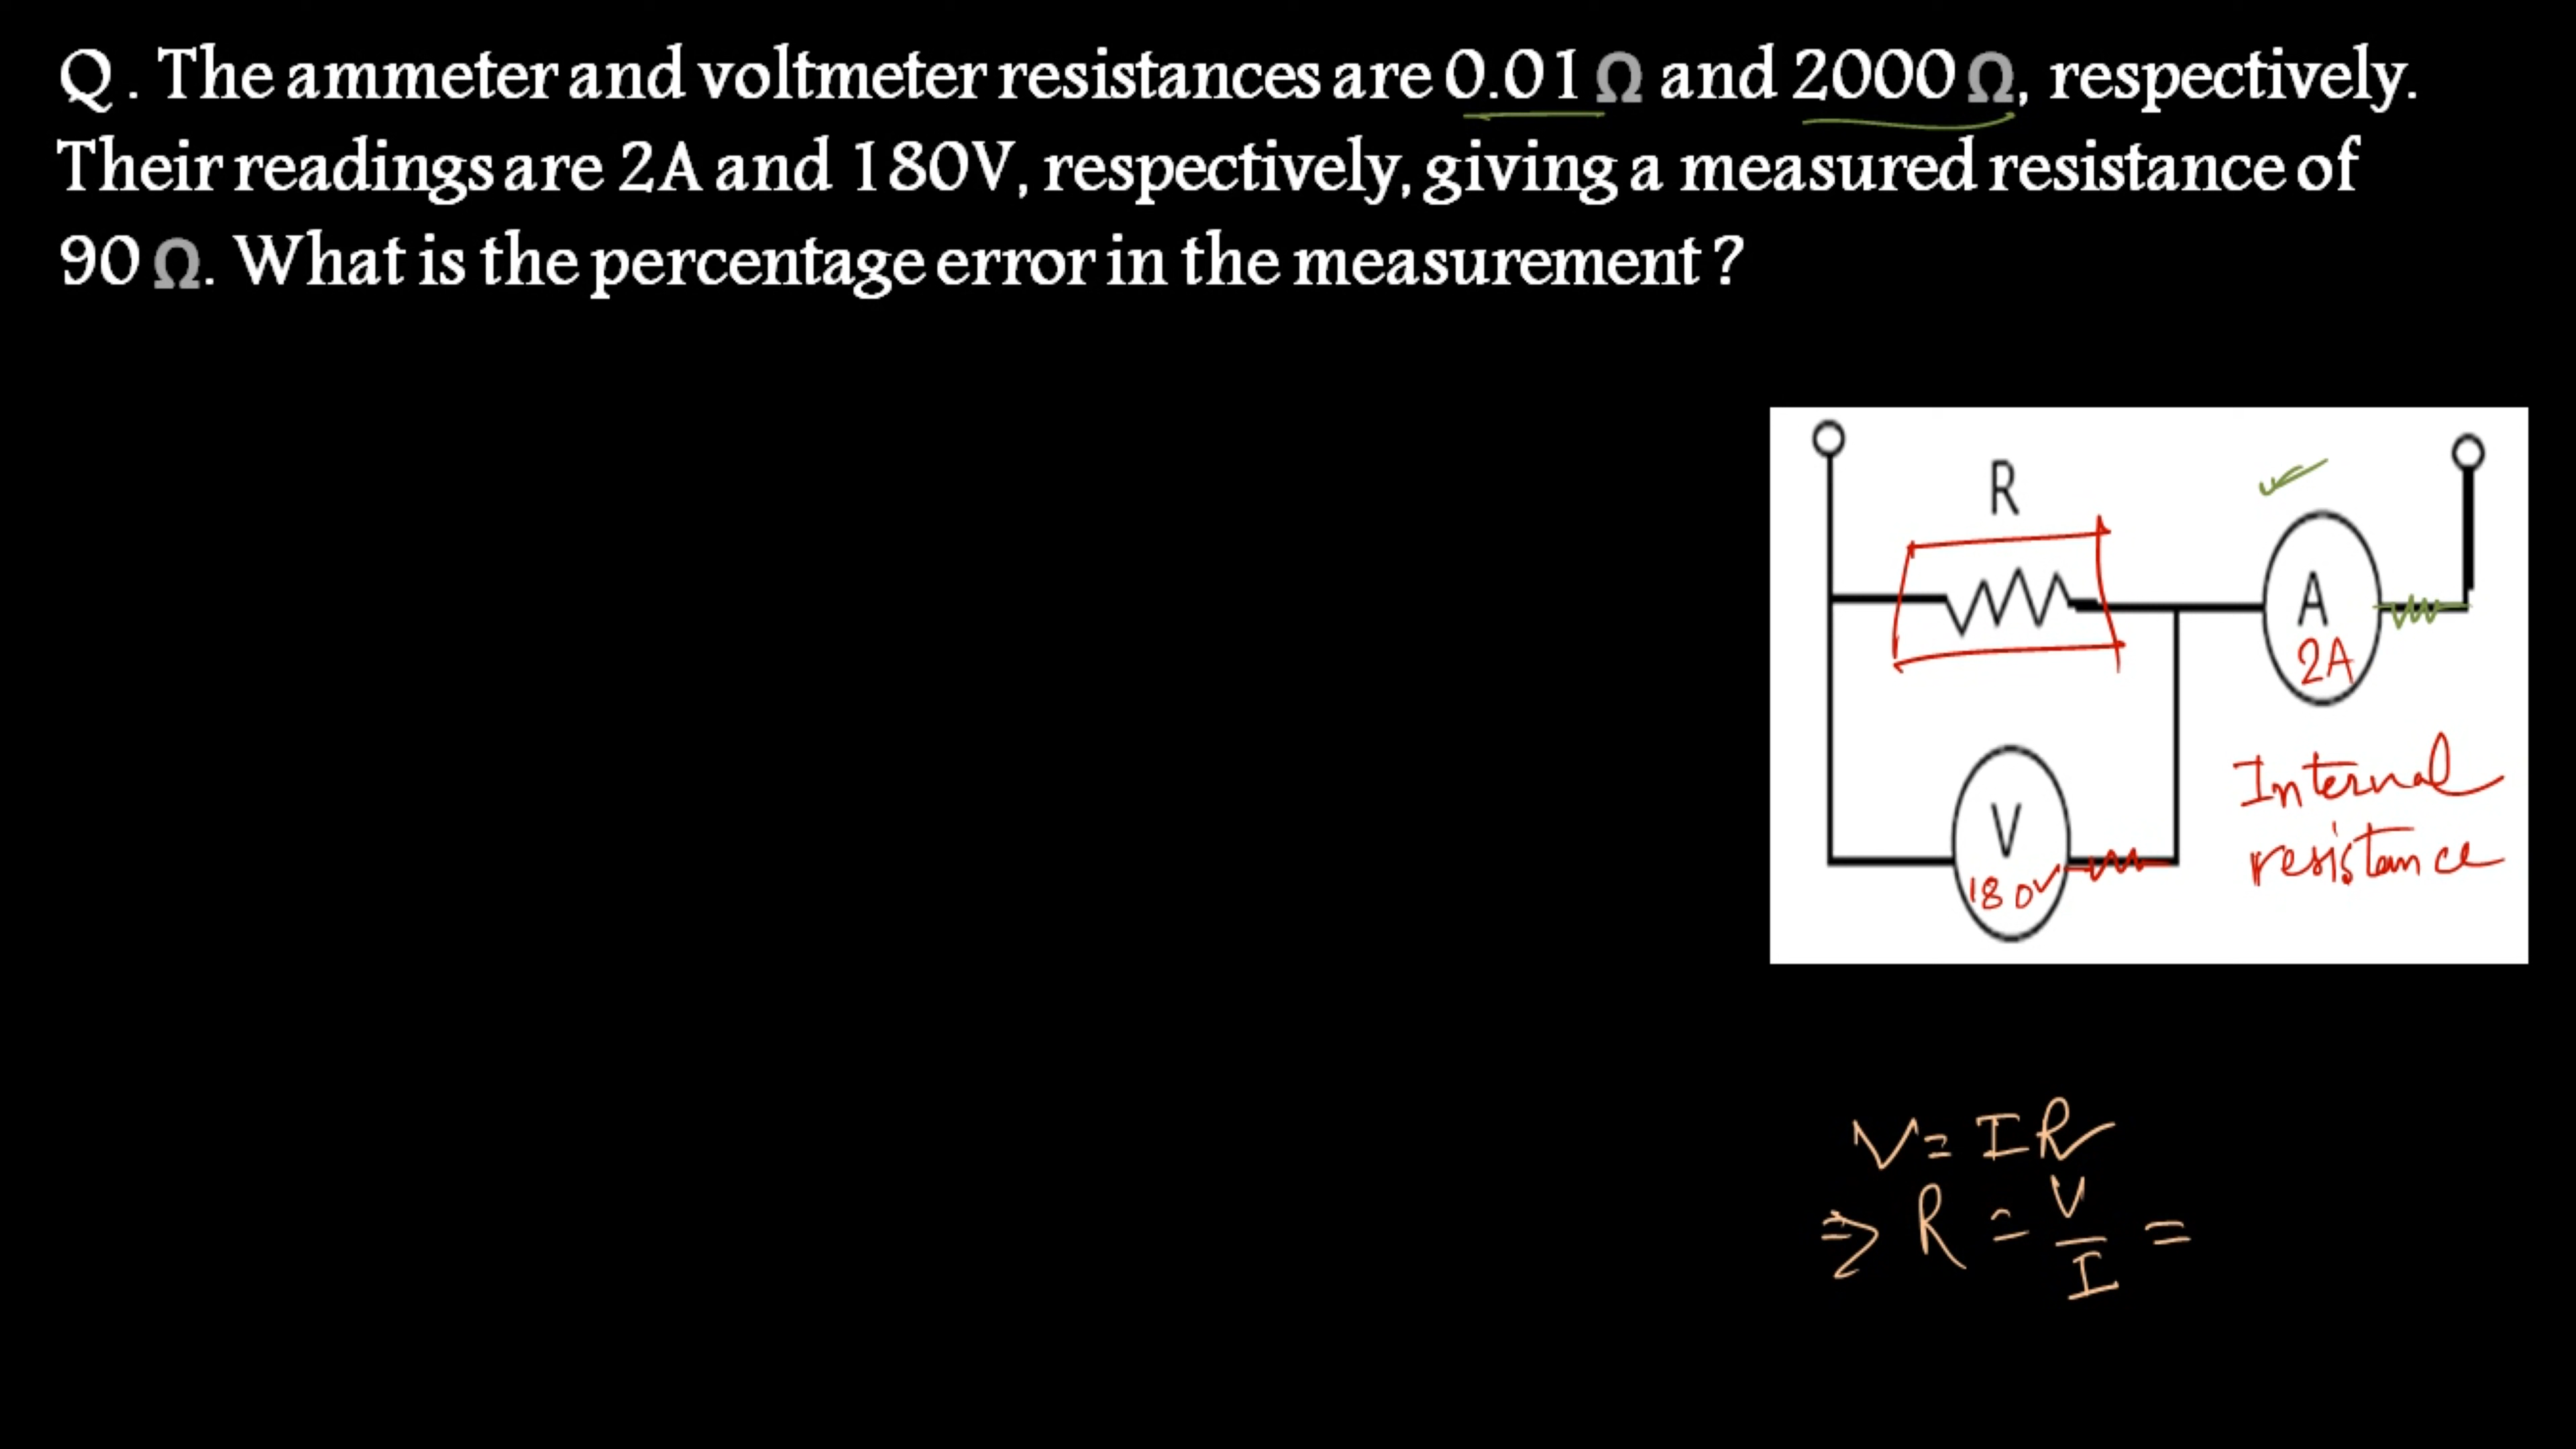 Q. The ammeter and voltmeter resistances are 0.01 Ω and 2000 Ω, respectively.
Their readings are 2A and 180V, respectively, giving a measured resistance of
90 Ω. What is the percentage error in the measurement ?
R
A
2A
V
180V
Internal
resistance
V = IR
⇒ R = V/I =